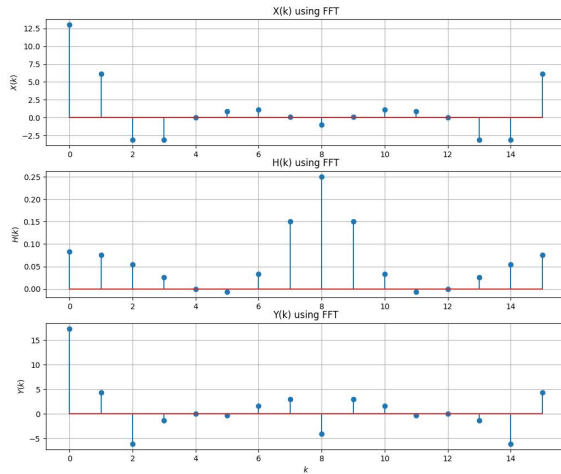 X(k) using FFT
12.5
10.0
7.5
5.0
2.5
0.0
−2.5
X(k)
0 2 4 6 8 10 12 14
H(k) using FFT
0.25
0.20
0.15
0.10
0.05
0.00
H(k)
0 2 4 6 8 10 12 14
Y(k) using FFT
15
10
5
0
−5
Y(k)
0 2 4 6 8 10 12 14
k